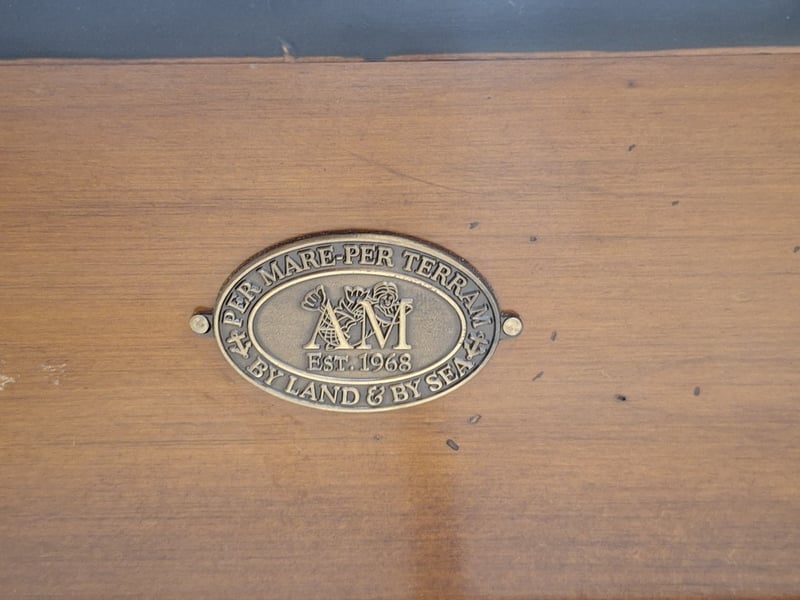 PER MARE-PER TERRAM
AM
EST. 1968
BY LAND & BY SEA